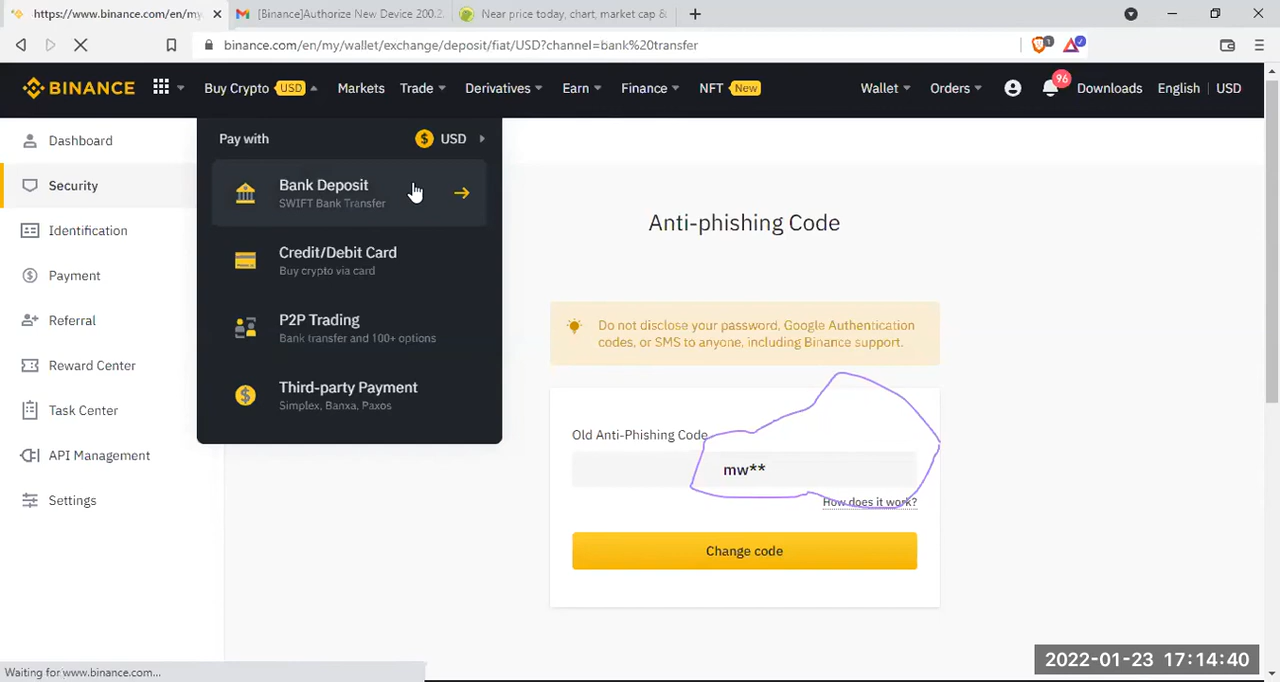 https://www.binance.com/en/my
[Binance]Authorize New Device 200.2
Near price today, chart, market cap &
binance.com/en/my/wallet/exchange/deposit/fiat/USD?channel=bank%20transfer
1
BINANCE
Buy Crypto USD
Markets
Trade
Derivatives
Earn
Finance
NFT New
Wallet
Orders
96
Downloads
English
USD
Dashboard
Security
Identification
Payment
Referral
Reward Center
Task Center
API Management
Settings
Pay with
USD
Bank Deposit
SWIFT Bank Transfer
Credit/Debit Card
Buy crypto via card
P2P Trading
Bank transfer and 100+ options
Third-party Payment
Simplex, Banxa, Paxos
Anti-phishing Code
Do not disclose your password, Google Authentication
codes, or SMS to anyone, including Binance support.
Old Anti-Phishing Code
mw**
How does it work?
Change code
Waiting for www.binance.com...
2022-01-23 17:14:40